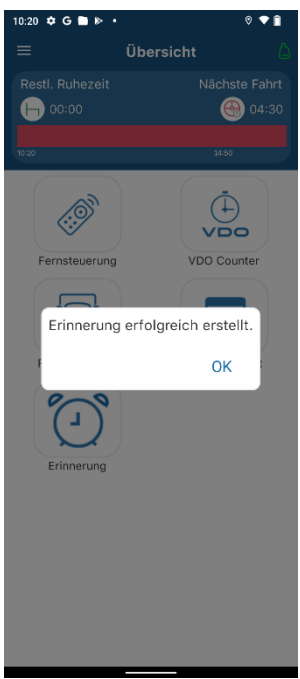 10:20 G
Übersicht
Restl. Ruhezeit Nächste Fahrt
00:00 04:30
10:20 14:50
VDO
Fernsteuerung VDO Counter
Erinnerung erfolgreich erstellt.
OK
Erinnerung